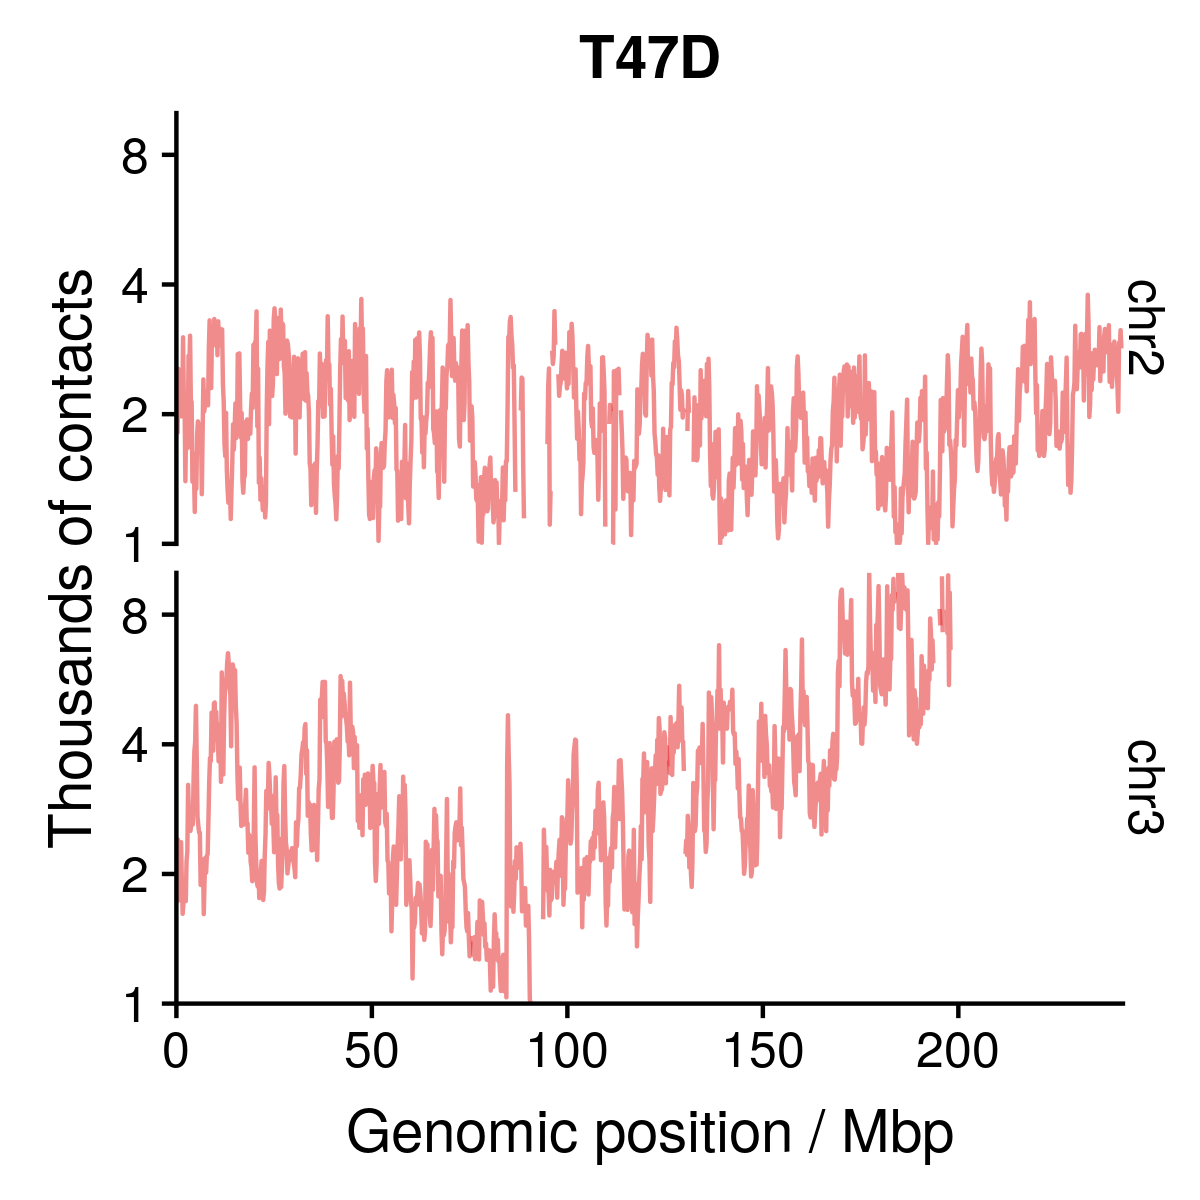 T47D
Thousands of contacts
8
4
2
1
chr2
8
4
2
1
chr3
0 50 100 150 200
Genomic position / Mbp